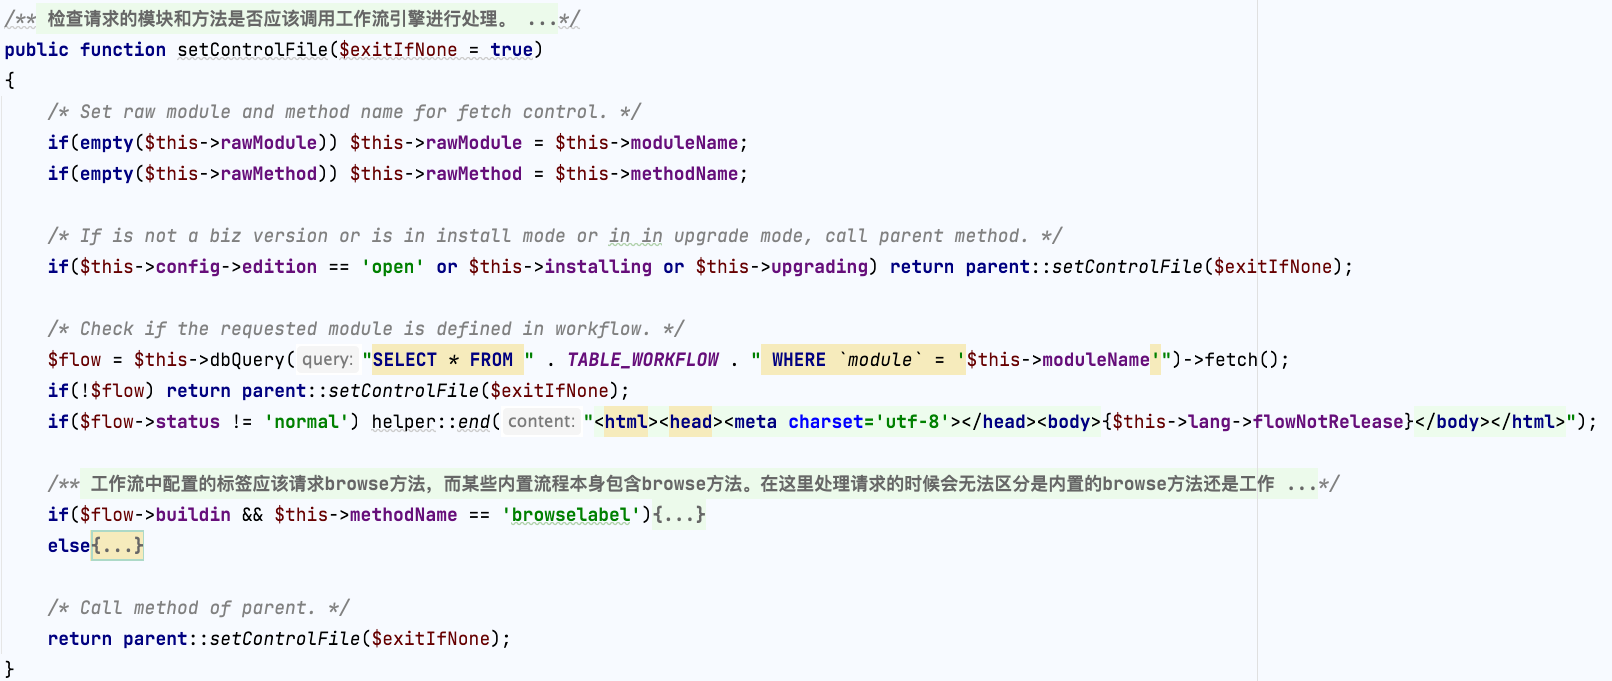 /** 检查请求的模块和方法是否应该调用工作流引擎进行处理。 ...*/
public function setControlFile($exitIfNone = true)
{
    /* Set raw module and method name for fetch control. */
    if(empty($this->rawModule)) $this->rawModule = $this->moduleName;
    if(empty($this->rawMethod)) $this->rawMethod = $this->methodName;

    /* If is not a biz version or is in install mode or in in upgrade mode, call parent method. */
    if($this->config->edition == 'open' or $this->installing or $this->upgrading) return parent::setControlFile($exitIfNone);

    /* Check if the requested module is defined in workflow. */
    $flow = $this->dbQuery( query: "SELECT * FROM " . TABLE_WORKFLOW . " WHERE `module` = '$this->moduleName'")->fetch();
    if(!$flow) return parent::setControlFile($exitIfNone);
    if($flow->status != 'normal') helper::end( content: "<html><head><meta charset='utf-8'></head><body>{$this->lang->flowNotRelease}</body></html>");

    /** 工作流中配置的标签应该请求browse方法，而某些内置流程本身包含browse方法。在这里处理请求的时候会无法区分是内置的browse方法还是工作 ...*/
    if($flow->buildin && $this->methodName == 'browselabel'){...}
    else{...}

    /* Call method of parent. */
    return parent::setControlFile($exitIfNone);
}